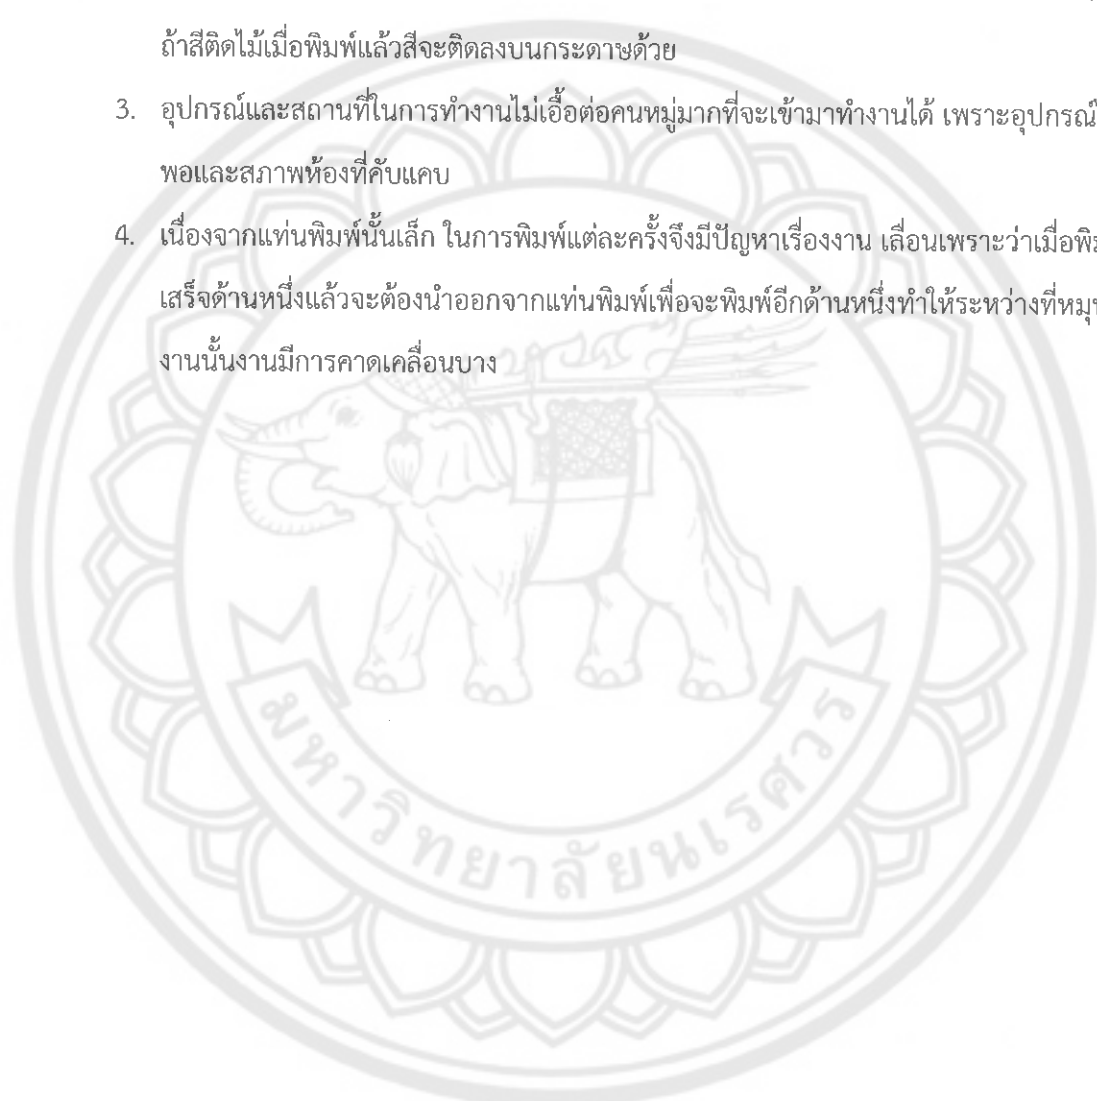 ถ้าสีติดไม้เมื่อพิมพ์แล้วสีจะติดลงบนกระดาษด้วย
3. อุปกรณ์และสถานที่ในการทำงานไม่เอื้อต่อคนหมู่มากที่จะเข้ามาทำงานได้ เพราะอุปกรณ์
พอและสภาพห้องที่คับแคบ
4. เนื่องจากแท่นพิมพ์นั้นเล็ก ในการพิมพ์แต่ละครั้งจึงมีปัญหาเรื่องงาน เลื่อนเพราะว่าเมื่อ
เสร็จด้านหนึ่งแล้วจะต้องนำออกจากแท่นพิมพ์เพื่อจะพิมพ์อีกด้านหนึ่งทำให้ระหว่างที่
งานนั้นงานมีการคาดเคลื่อนบาง
มหาวิทยาลัยนเรศวร